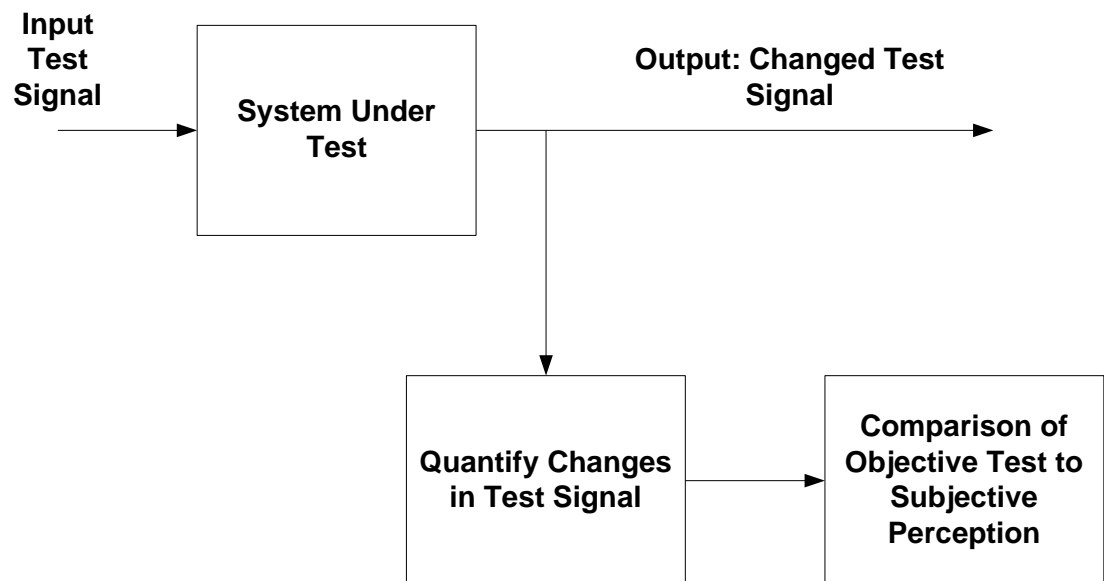 Input
Test
Signal
System Under
Test
Output: Changed Test
Signal
Quantify Changes
in Test Signal
Comparison of
Objective Test to
Subjective
Perception